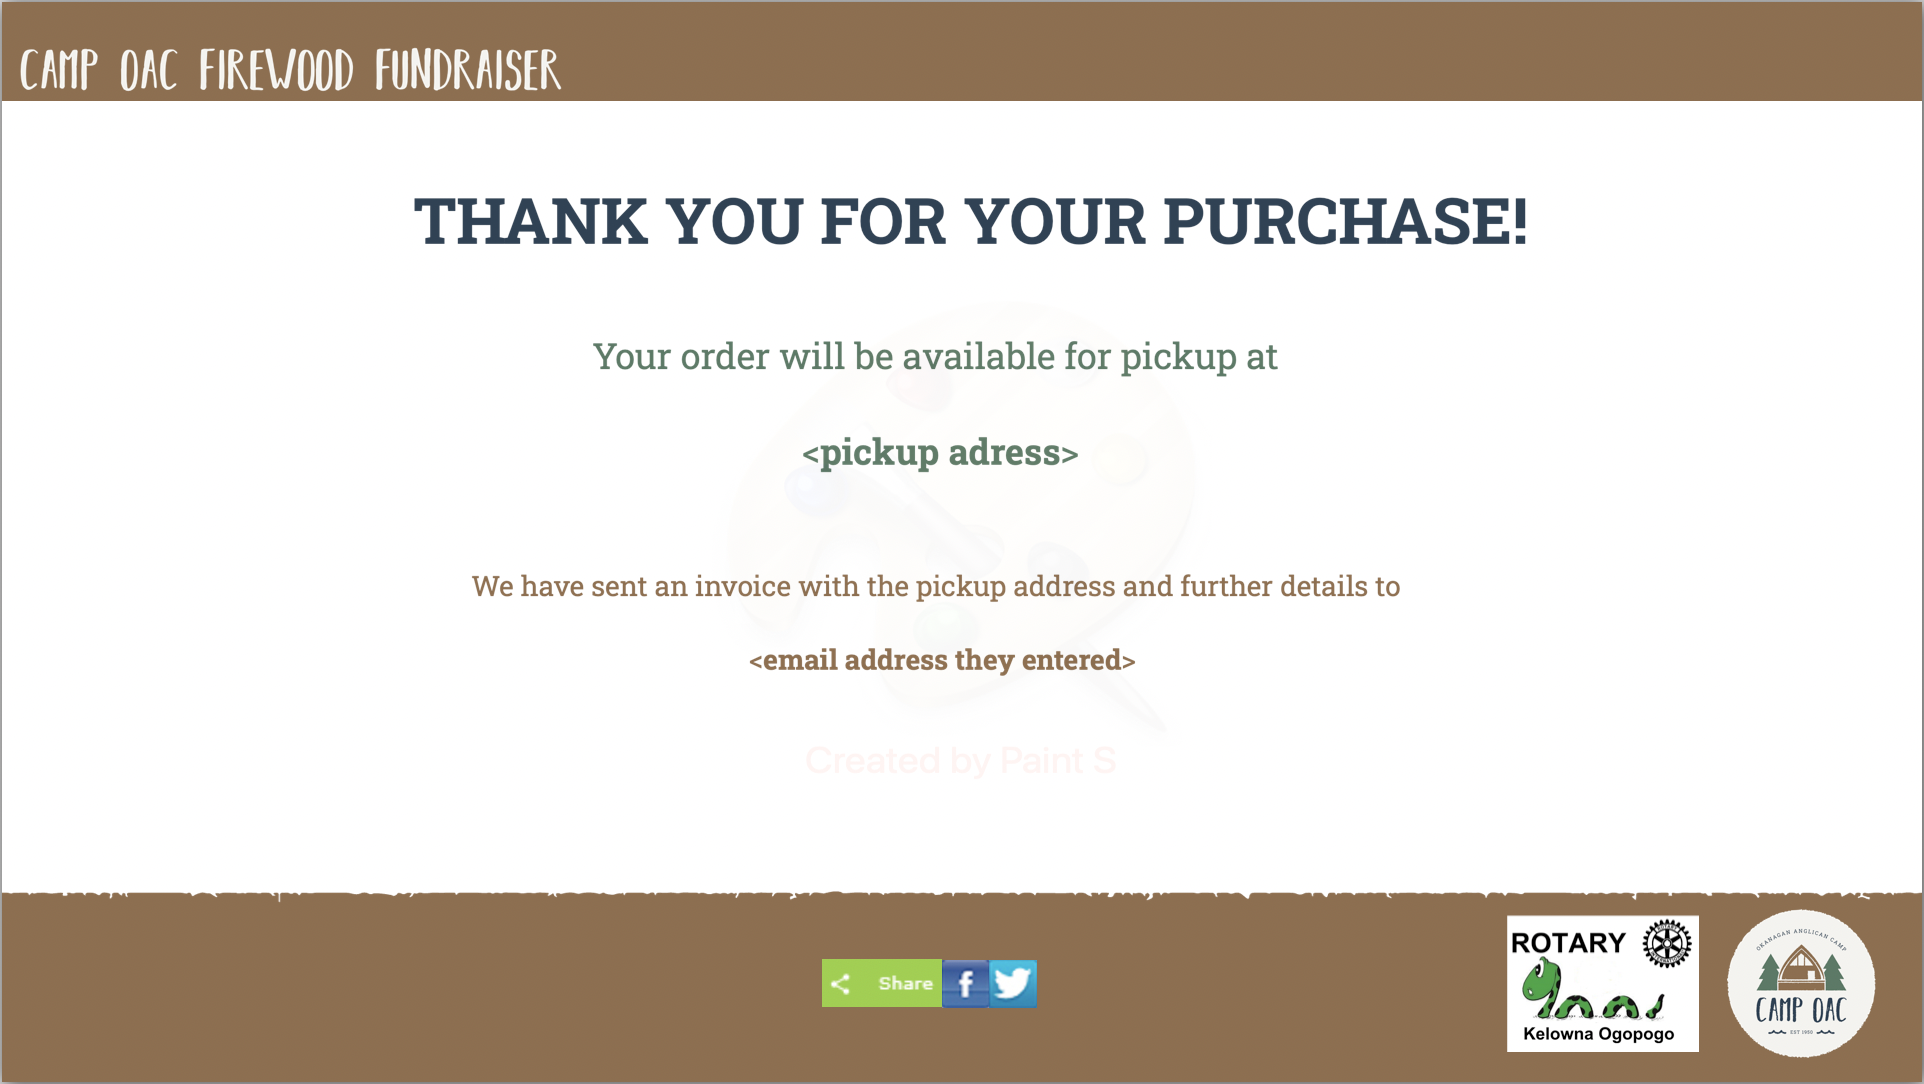 CAMP OAC FIREWOOD FUNDRAISER
THANK YOU FOR YOUR PURCHASE!
Your order will be available for pickup at
<pickup adress>
We have sent an invoice with the pickup address and further details to
<email address they entered>
Created by Paint S
Share
ROTARY
Kelowna Ogopogo
OKANAGAN ANGLICAN CAMP
CAMP OAC
EST 1950